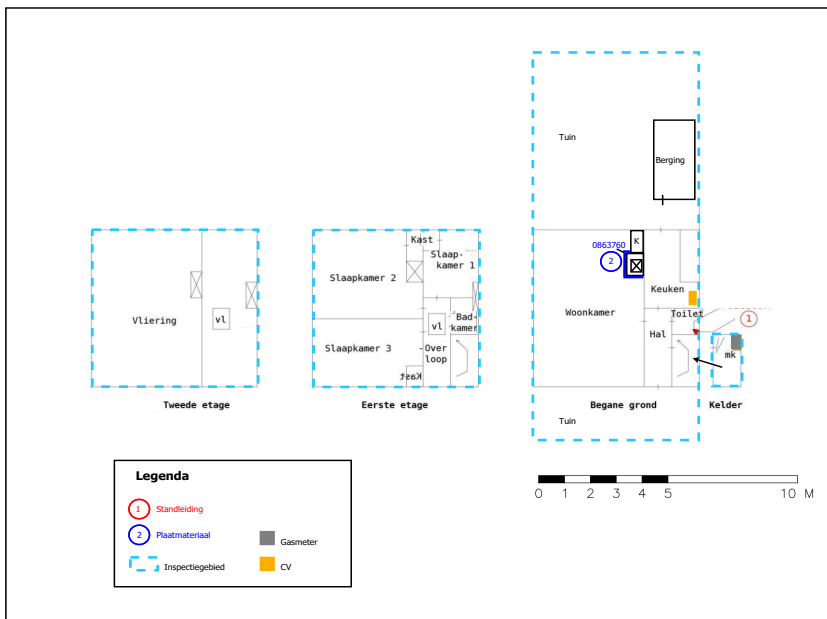 Tuin
Berging
Kast
Slaap-
kamer 1
Slaapkamer 2
0863760
K
2
Keuken
Vliering
vl
Woonkamer
Toilet
1
Bad-
kamer
vl
Hal
Slaapkamer 3
Over
loop
mk
Kast
Tweede etage
Eerste etage
Begane grond
Kelder
Tuin
Legenda
1 Standleiding
2 Plaatmateriaal
Gasmeter
Inspectiegebied
CV
0 1 2 3 4 5 10 M